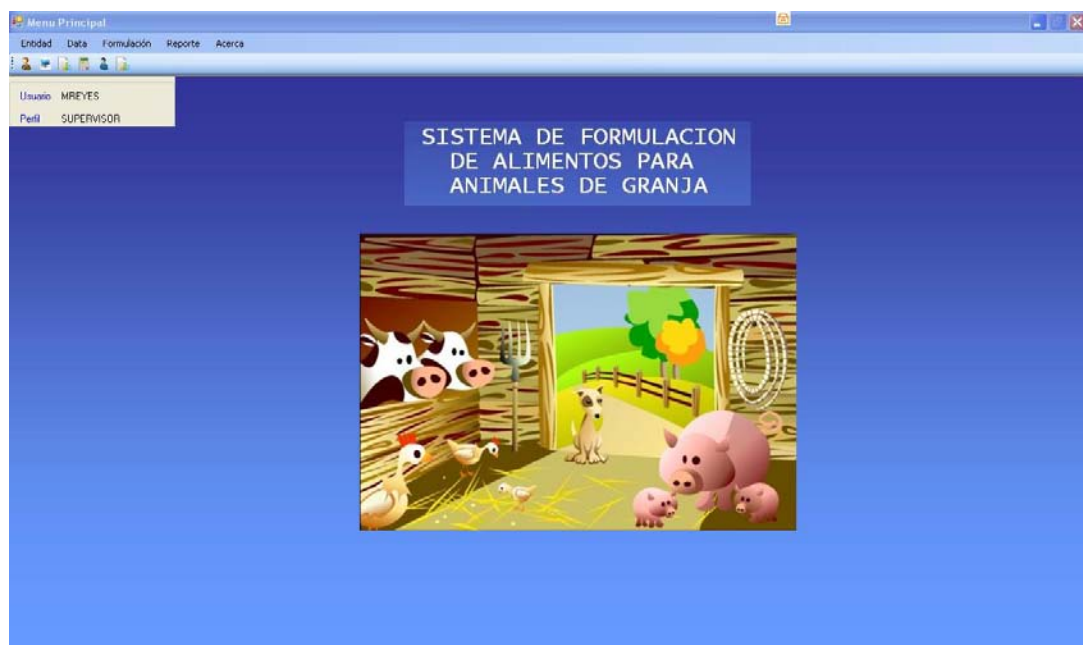 Menu Principal
Entidad Data Formulación Reporte Acerca
Usuario MREYES
Perfil SUPERVISOR
SISTEMA DE FORMULACION
DE ALIMENTOS PARA
ANIMALES DE GRANJA